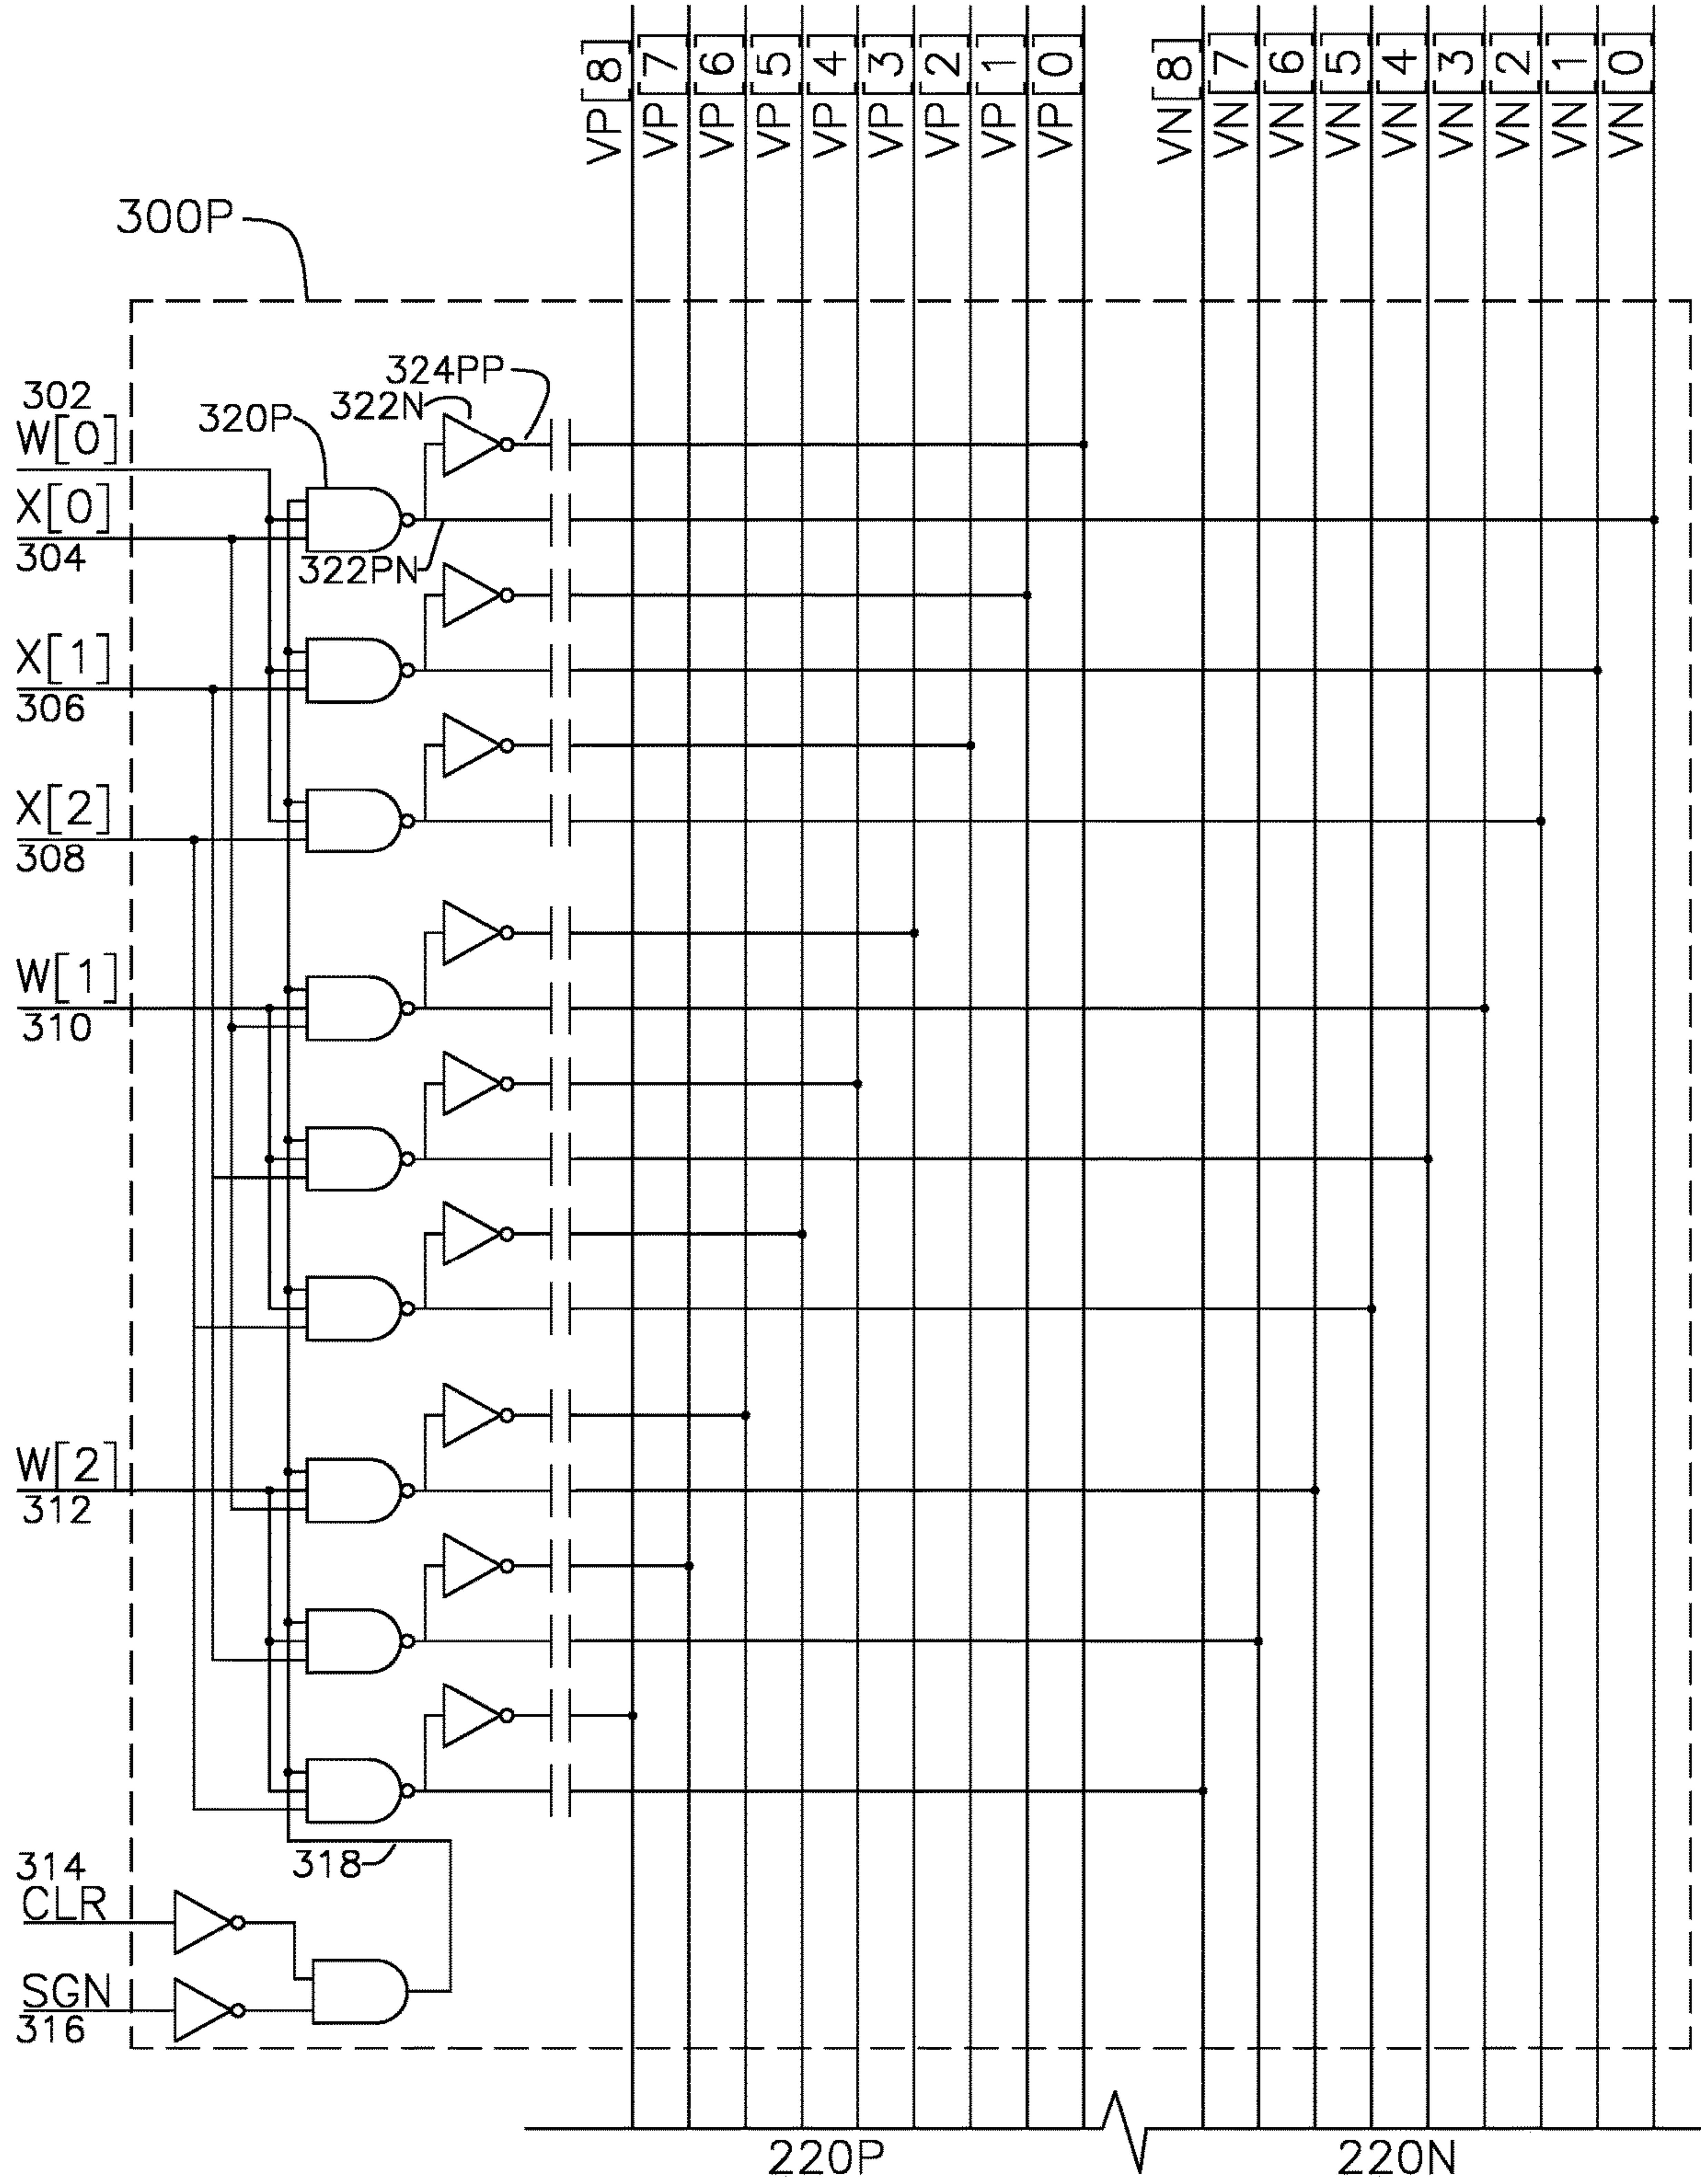 VP[8]
VP[7]
VP[6]
VP[5]
VP[4]
VP[3]
VP[2]
VP[1]
VP[0]
VN[8]
VN[7]
VN[6]
VN[5]
VN[4]
VN[3]
VN[2]
VN[1]
VN[0]
300P
324PP
322N
302
320P
W[0]
X[0]
304
322PN
X[1]
306
X[2]
308
W[1]
310
W[2]
312
318
314
CLR
SGN
316
220P
220N